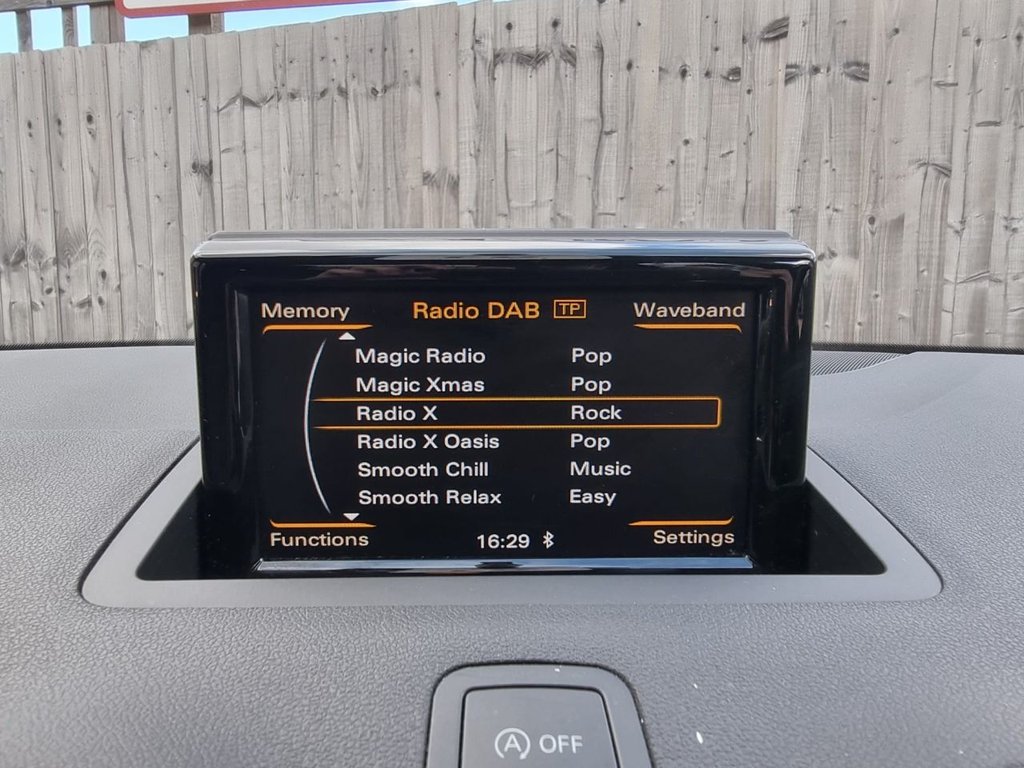 Memory Radio DAB TP Waveband
Magic Radio Pop
Magic Xmas Pop
Radio X Rock
Radio X Oasis Pop
Smooth Chill Music
Smooth Relax Easy
Functions 16:29 Settings
A OFF